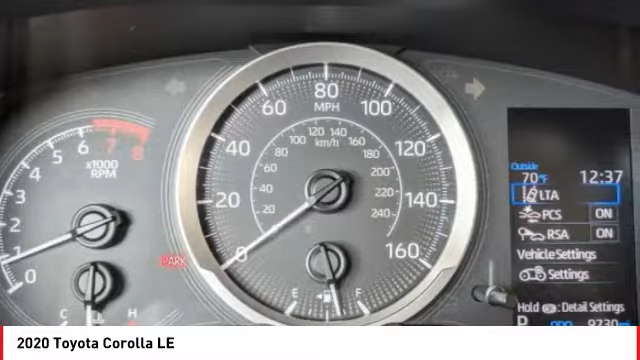 0
1
2
3
4
5
6
7
8
x1000
RPM
C
H
PARK
0
20
40
60
80
100
120
140
160
MPH
20
40
60
80
100
120
140
160
180
200
220
240
km/h
E
F
Outside
70°F
12:37
LTA
PCS ON
RSA ON
Vehicle Settings
Settings
Hold : Detail Settings
D ODO 9730
2020 Toyota Corolla LE